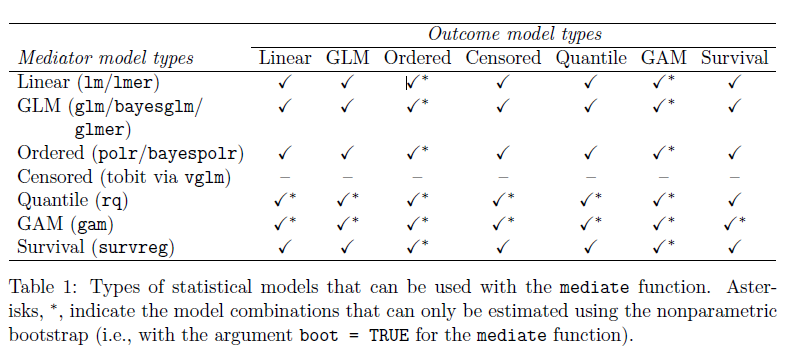 Outcome model types
Mediator model types Linear GLM Ordered Censored Quantile GAM Survival
Linear (lm/lmer) ✓ ✓ ✓* ✓ ✓ ✓* ✓
GLM (glm/bayesglm/ ✓ ✓ ✓* ✓ ✓ ✓* ✓
glmer)
Ordered (polr/bayespolr) ✓ ✓ ✓* ✓ ✓ ✓* ✓
Censored (tobit via vglm) – – – – – – –
Quantile (rq) ✓* ✓* ✓* ✓* ✓* ✓* ✓
GAM (gam) ✓* ✓* ✓* ✓* ✓* ✓* ✓*
Survival (survreg) ✓ ✓ ✓* ✓ ✓ ✓* ✓
Table 1: Types of statistical models that can be used with the mediate function. Aster-
isks, *, indicate the model combinations that can only be estimated using the nonparametric
bootstrap (i.e., with the argument boot = TRUE for the mediate function).